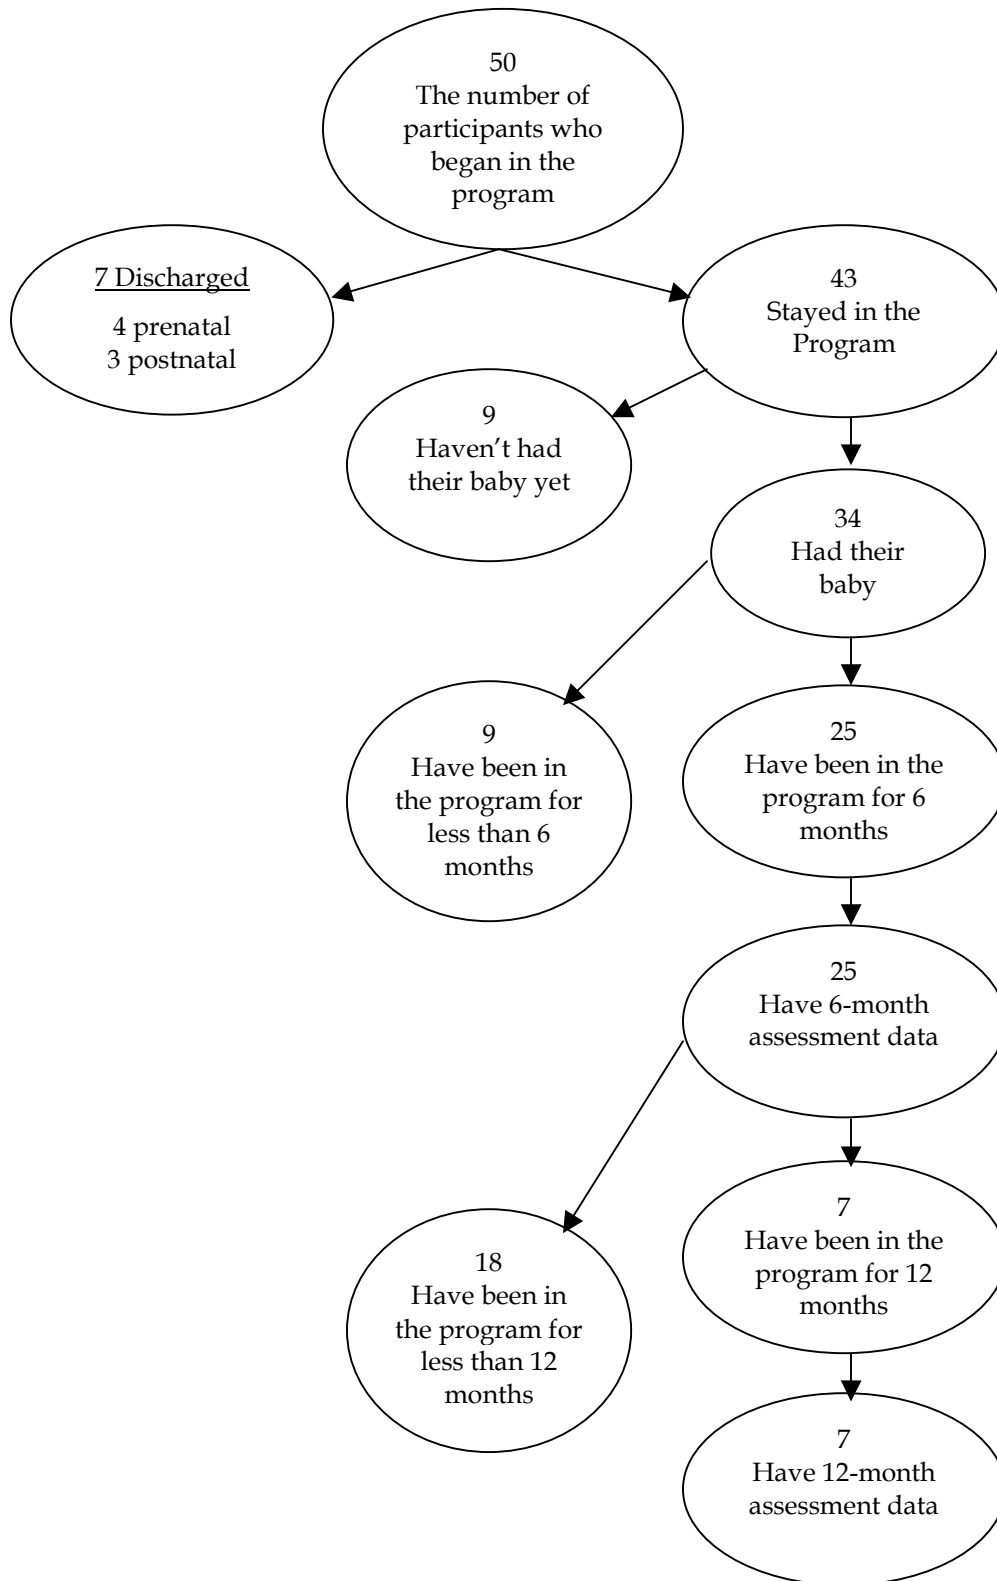 50
The number of
participants who
began in the
program
7 Discharged
4 prenatal
3 postnatal
43
Stayed in the
Program
9
Haven’t had
their baby yet
34
Had their
baby
9
Have been in
the program for
less than 6
months
25
Have been in the
program for 6
months
25
Have 6-month
assessment data
18
Have been in
the program for
less than 12
months
7
Have been in the
program for 12
months
7
Have 12-month
assessment data